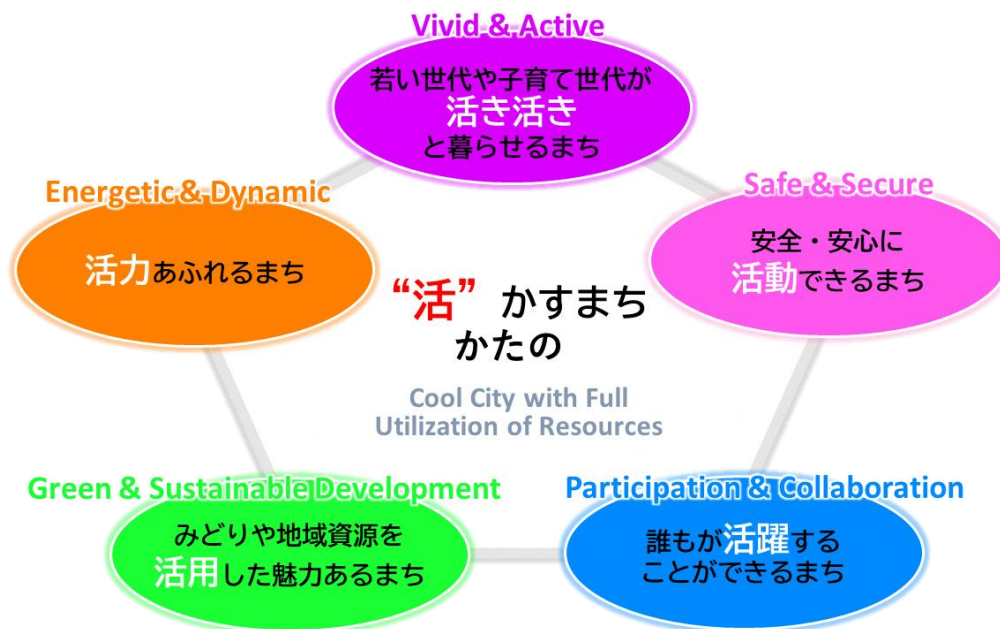 Vivid & Active
若い世代や子育て世代が
活き活き
と暮らせるまち
Energetic & Dynamic
活力あふれるまち
Safe & Secure
安全・安心に
活動できるまち
“活” かすまち
かたの
Cool City with Full
Utilization of Resources
Green & Sustainable Development
みどりや地域資源を
活用した魅力あるまち
Participation & Collaboration
誰もが活躍する
ことができるまち